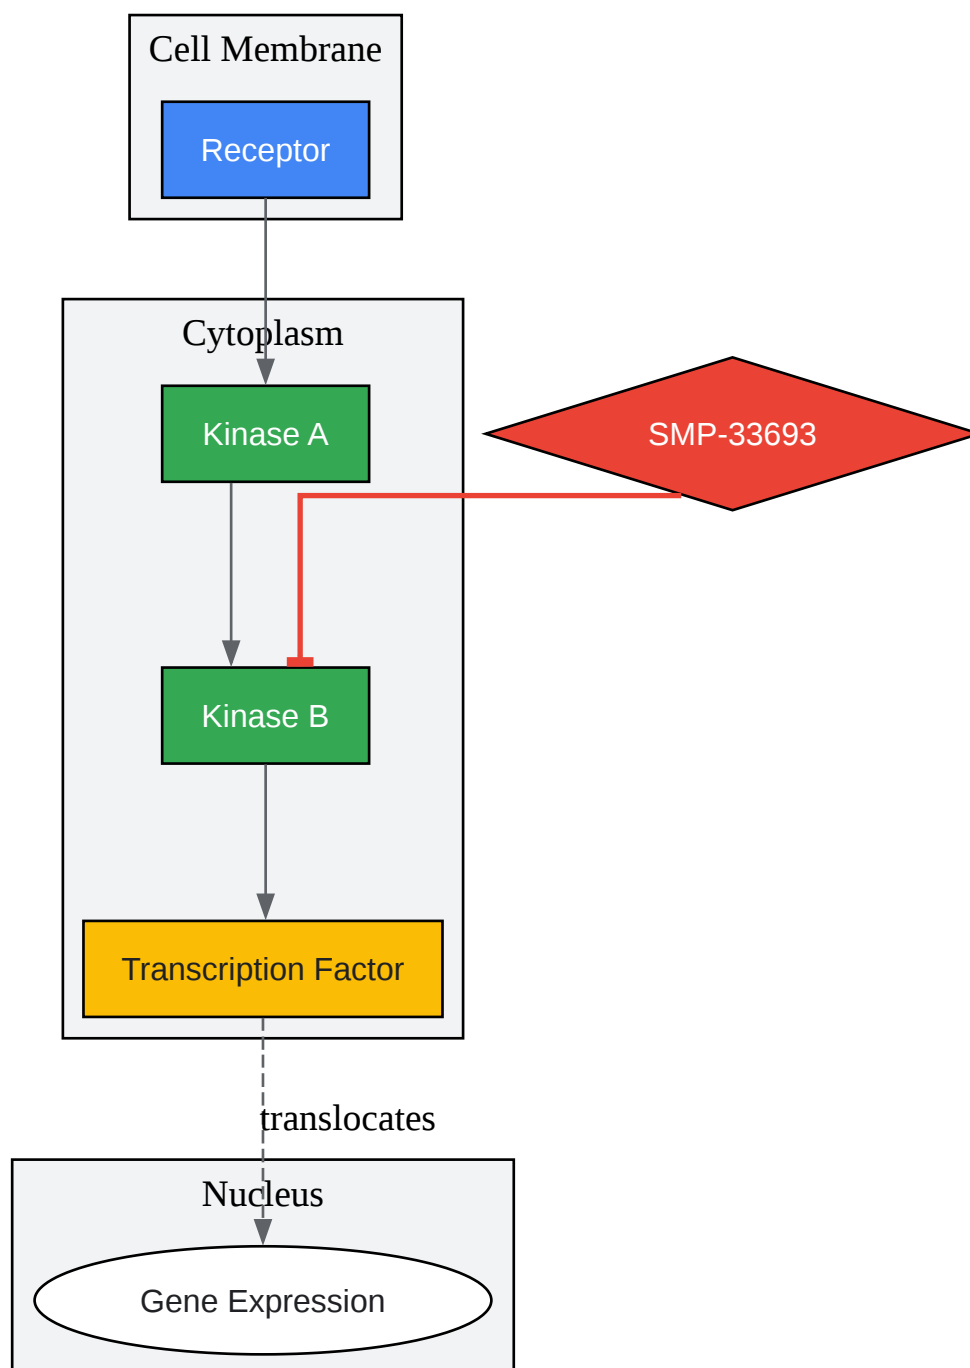 Cell Membrane
Receptor
Cytoplasm
Kinase A
SMP-33693
Kinase B
Transcription Factor
translocates
Nucleus
Gene Expression